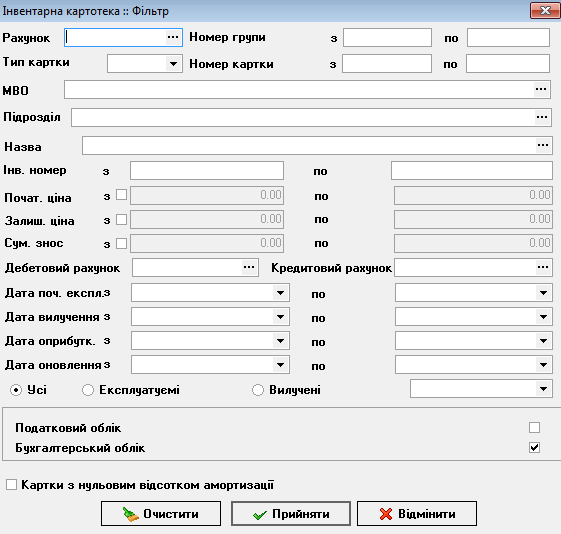 Інвентарна картотека :: Фільтр
Рахунок ... Номер групи з по
Тип картки Номер картки з по
МВО ...
Підрозділ ...
Назва ...
Інв. номер з по
Почат. ціна з 0.00 по 0.00
Залиш. ціна з 0.00 по 0.00
Сум. знос з 0.00 по 0.00
Дебетовий рахунок ... Кредитовий рахунок ...
Дата поч. експл. з по
Дата вилучення з по
Дата оприбутк. з по
Дата оновлення з по
Усі Експлуатуємі Вилучені
Податковий облік
Бухгалтерський облік
Картки з нульовим відсотком амортизації
Очистити Прийняти Відмінити